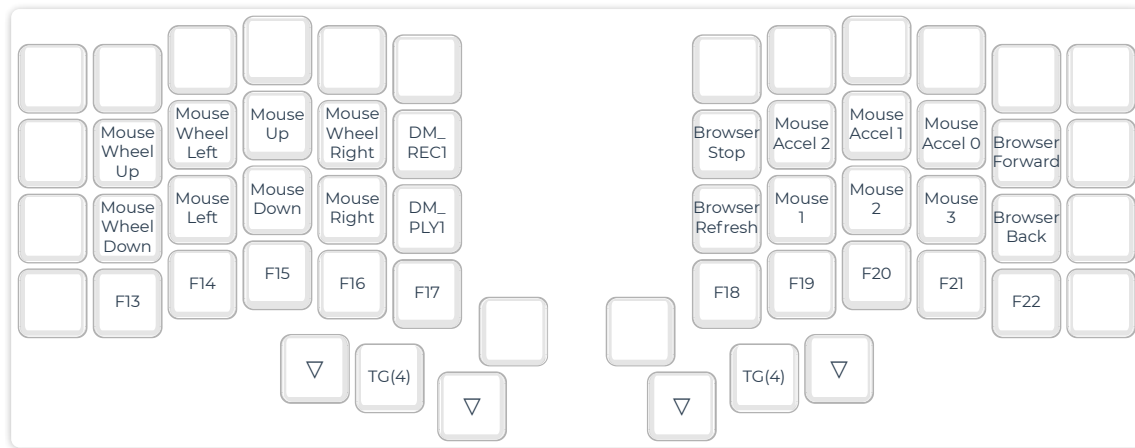 Mouse
Wheel
Up
Mouse
Wheel
Left
Mouse
Up
Mouse
Wheel
Right
DM_
REC1
Browser
Stop
Mouse
Accel 2
Mouse
Accel 1
Mouse
Accel 0
Browser
Forward
Mouse
Wheel
Down
Mouse
Left
Mouse
Down
Mouse
Right
DM_
PLY1
Browser
Refresh
Mouse
1
Mouse
2
Mouse
3
Browser
Back
F13
F14
F15
F16
F17
F18
F19
F20
F21
F22
▽
TG(4)
▽
▽
TG(4)
▽